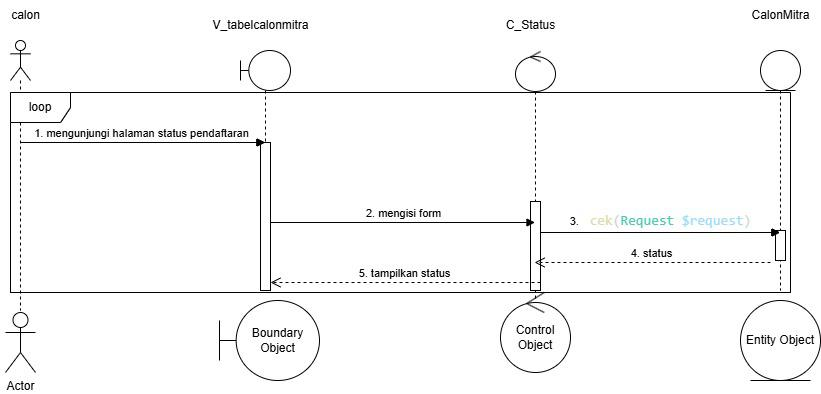 calon
V_tabelcalonmitra
C_Status
CalonMitra
loop
1. mengunjungi halaman status pendaftaran
2. mengisi form
3. cek(Request $request)
4. status
5. tampilkan status
Boundary
Object
Control
Object
Entity Object
Actor